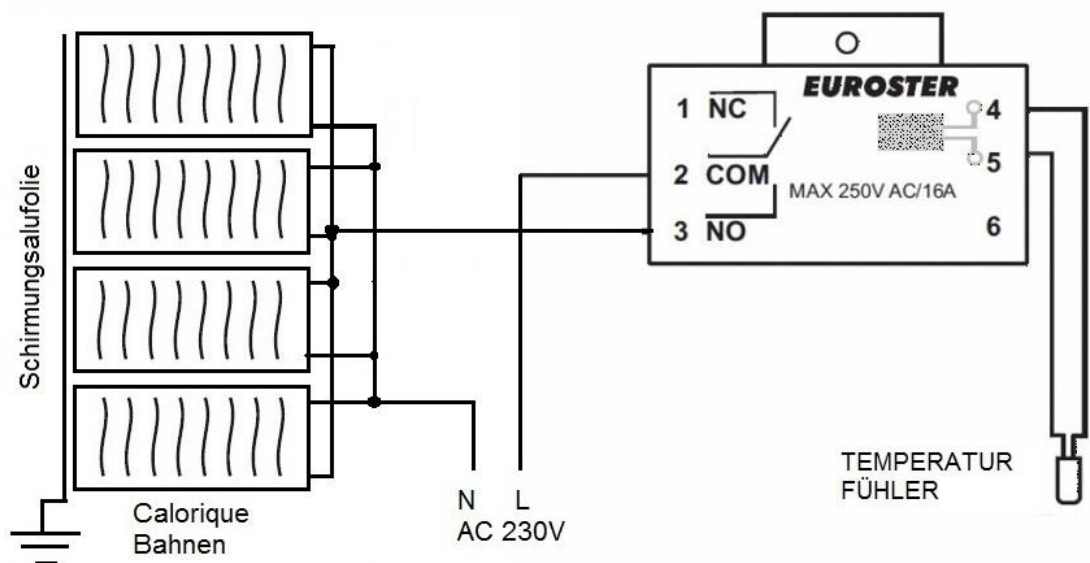 Schirmungsalufolie
Calorique
Bahnen
N L
AC 230V
EUROSTER
1 NC
2 COM
3 NO
MAX 250V AC/16A
4
5
6
TEMPERATUR
FÜHLER